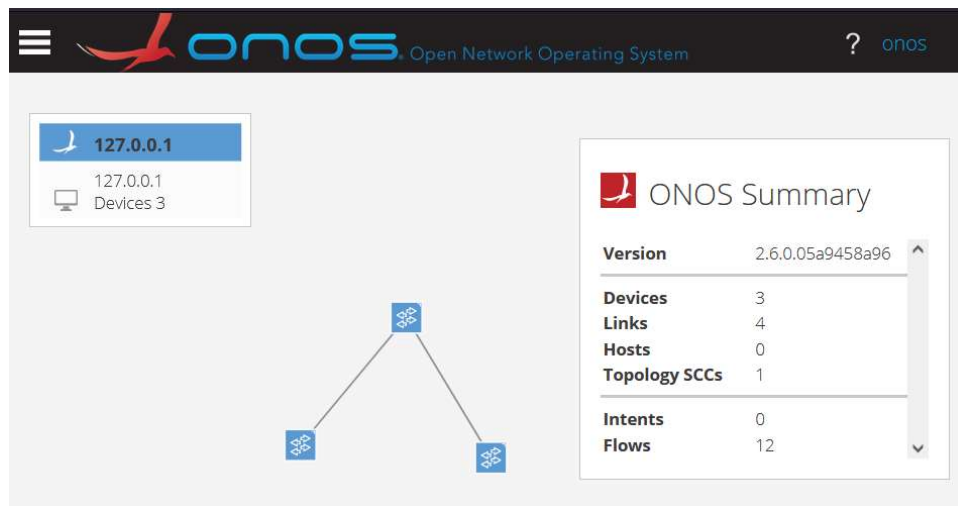 onos. Open Network Operating System ? onos
127.0.0.1
127.0.0.1
Devices 3
ONOS Summary
Version 2.6.0.05a9458a96
Devices 3
Links 4
Hosts 0
Topology SCCs 1
Intents 0
Flows 12